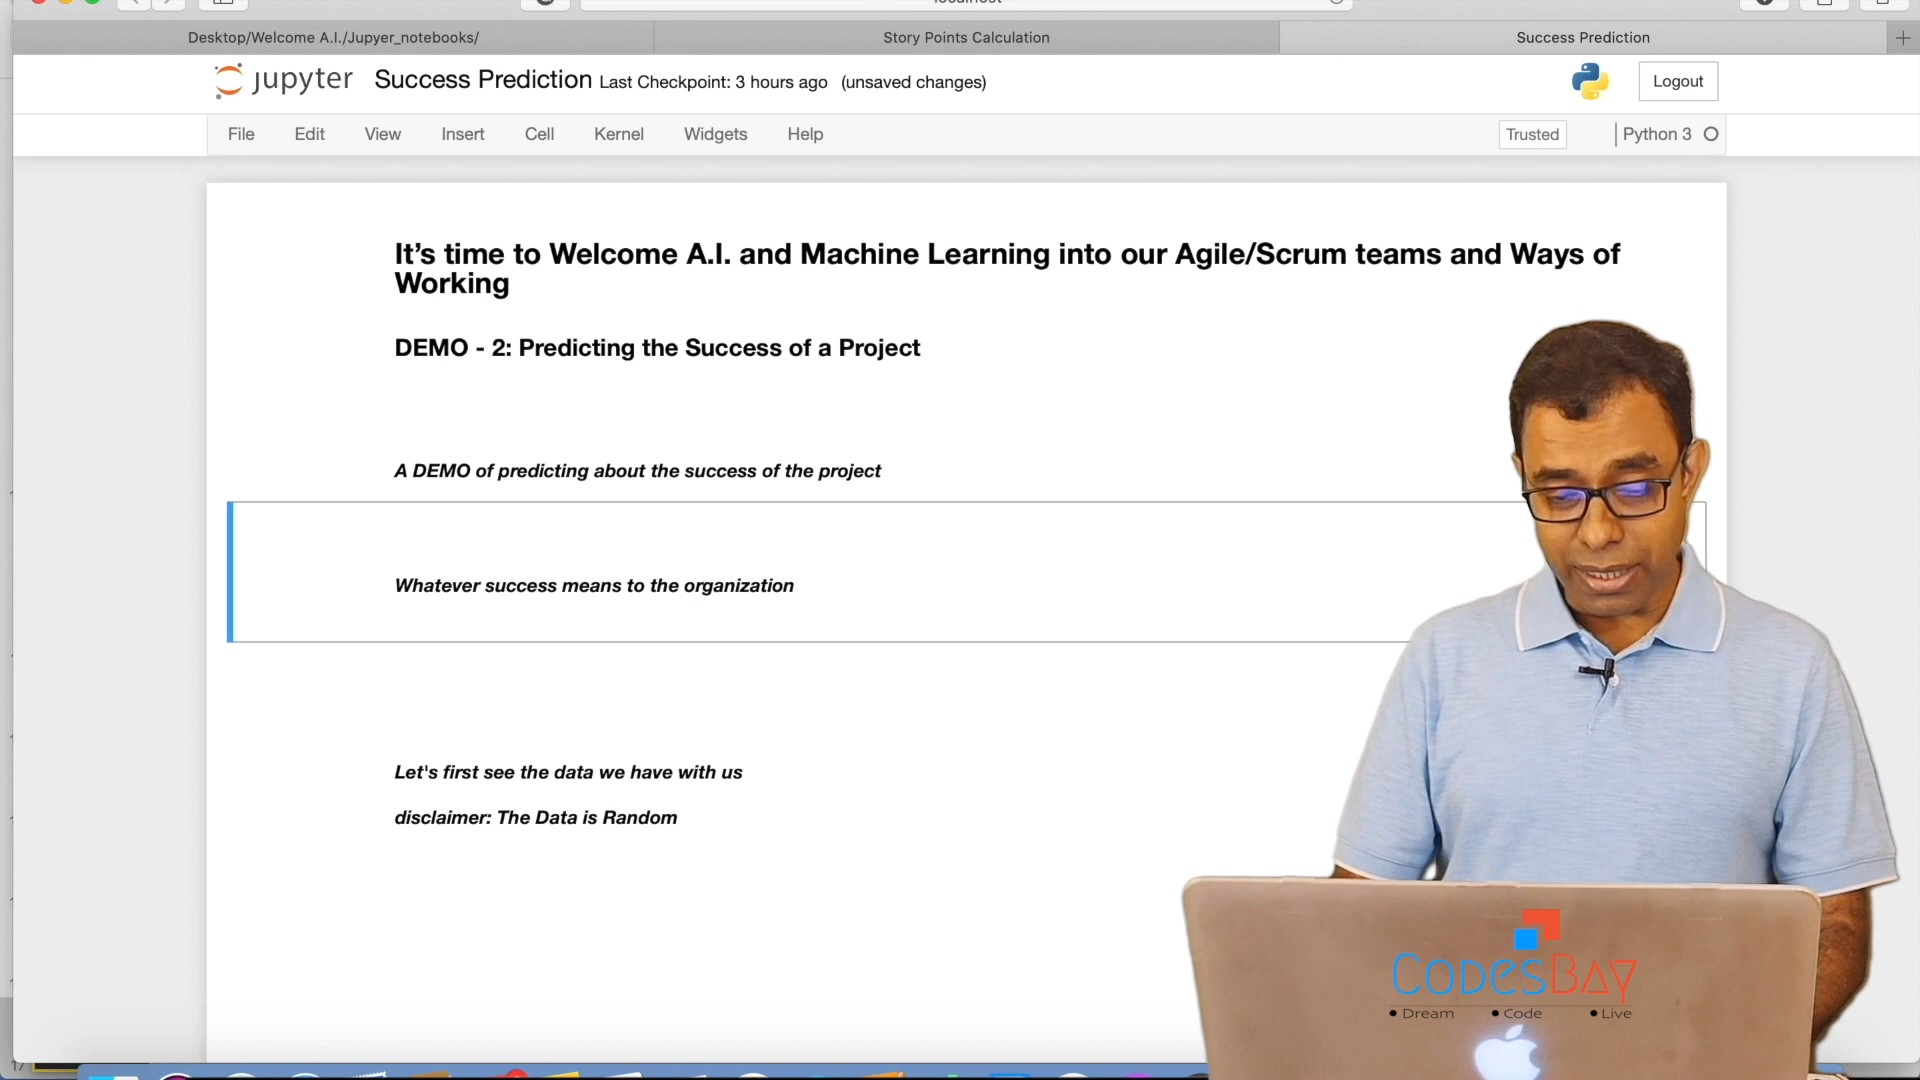 localhost
Desktop/Welcome A.I./Jupyer_notebooks/
Story Points Calculation
Success Prediction
jupyter Success Prediction Last Checkpoint: 3 hours ago (unsaved changes)
Logout
File Edit View Insert Cell Kernel Widgets Help
Trusted
Python 3
It’s time to Welcome A.I. and Machine Learning into our Agile/Scrum teams and Ways of
Working
DEMO - 2: Predicting the Success of a Project
A DEMO of predicting about the success of the project
Whatever success means to the organization
Let's first see the data we have with us
disclaimer: The Data is Random
CodesBay
• Dream • Code • Live
17